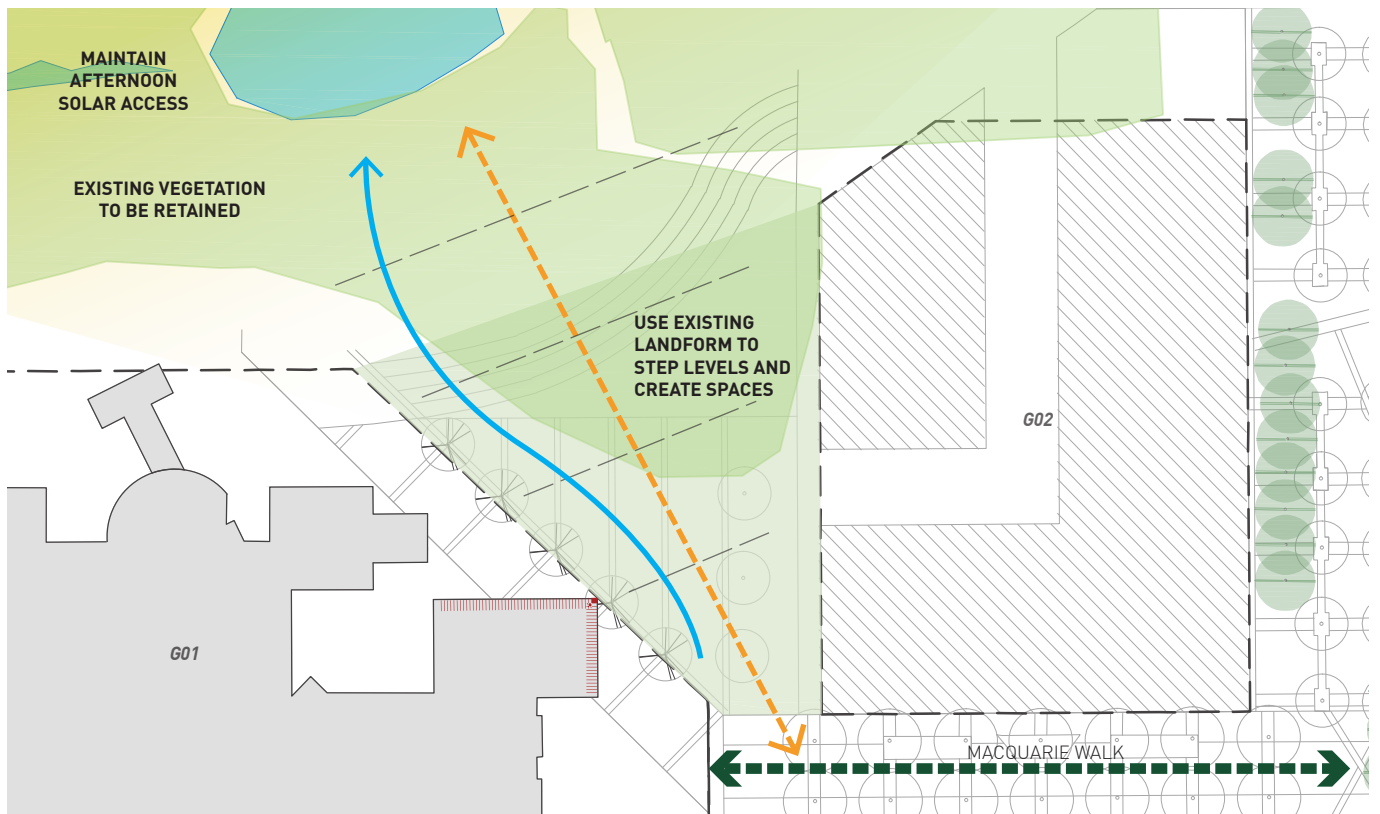 MAINTAIN
AFTERNOON
SOLAR ACCESS
EXISTING VEGETATION
TO BE RETAINED
USE EXISTING
LANDFORM TO
STEP LEVELS AND
CREATE SPACES
G02
G01
MACQUARIE WALK